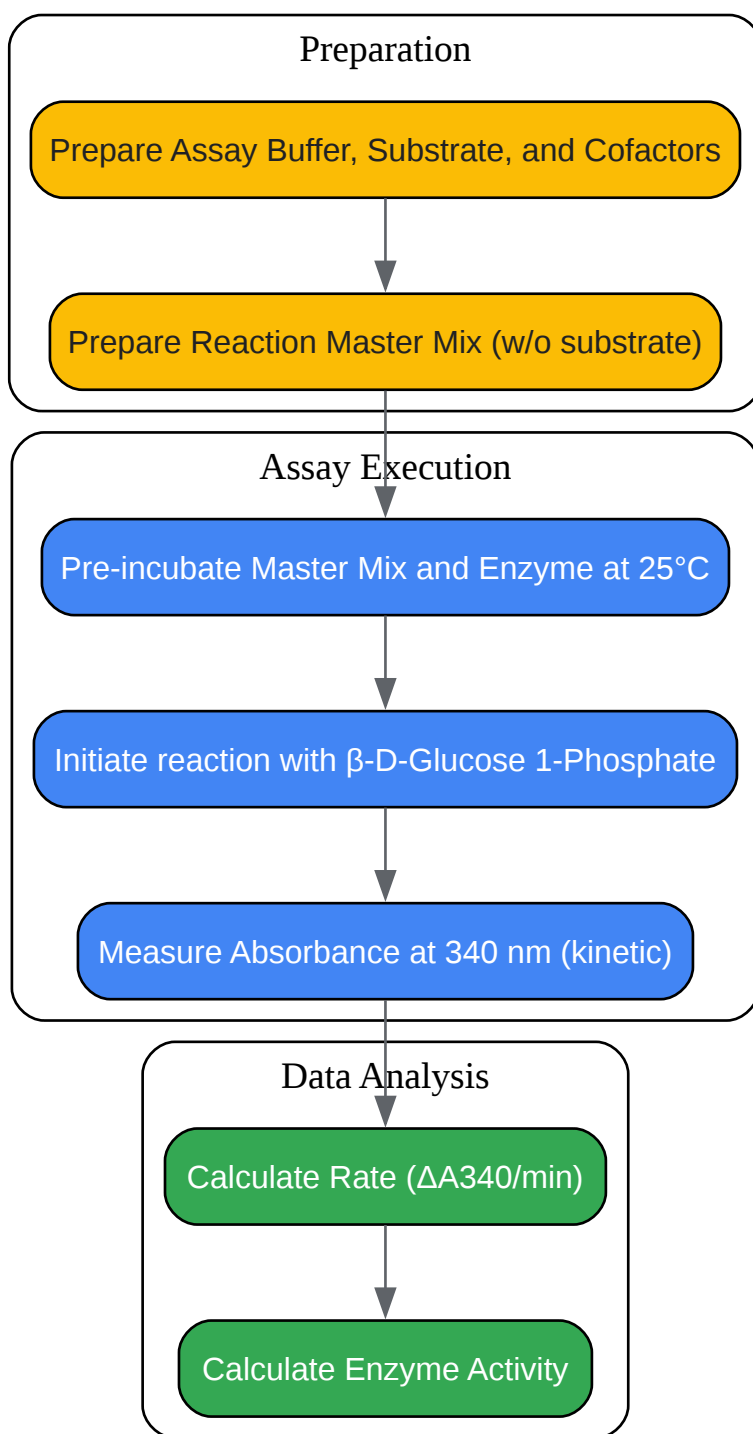 Preparation
Prepare Assay Buffer, Substrate, and Cofactors
Prepare Reaction Master Mix (w/o substrate)
Assay Execution
Pre-incubate Master Mix and Enzyme at 25°C
Initiate reaction with β-D-Glucose 1-Phosphate
Measure Absorbance at 340 nm (kinetic)
Data Analysis
Calculate Rate (ΔA340/min)
Calculate Enzyme Activity